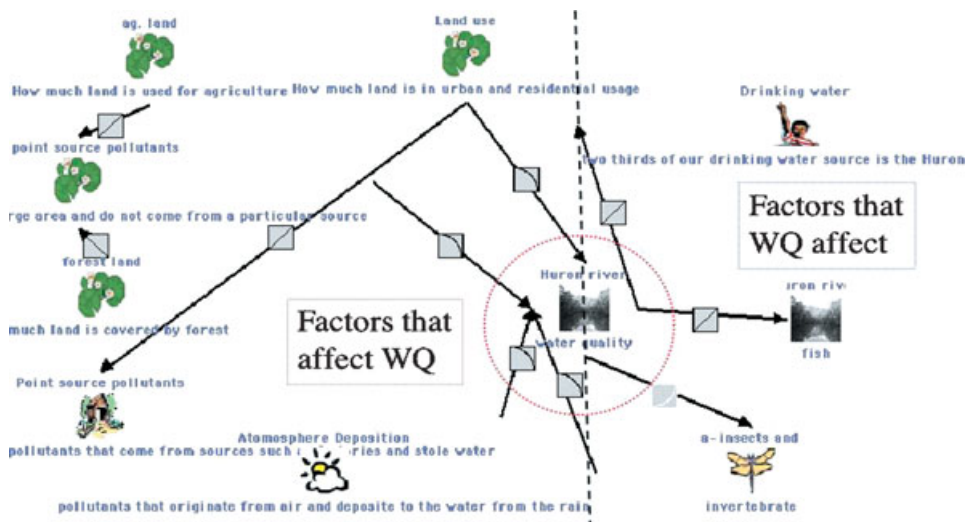 ag. land
Land use
How much land is used for agriculture
How much land is in urban and residential usage
Drinking water
point source pollutants
two thirds of our drinking water source is the Huron
rge area and do not come from a particular source
Factors that
WQ affect
forest land
Huron river
uron rive
much land is covered by forest
Factors that
affect WQ
water quality
fish
Point source pollutants
Atomosphere Deposition
a- insects and
pollutants that come from sources such a
ries and stole water
pollutants that originate from air and deposite to the water from the rain
invertebrate